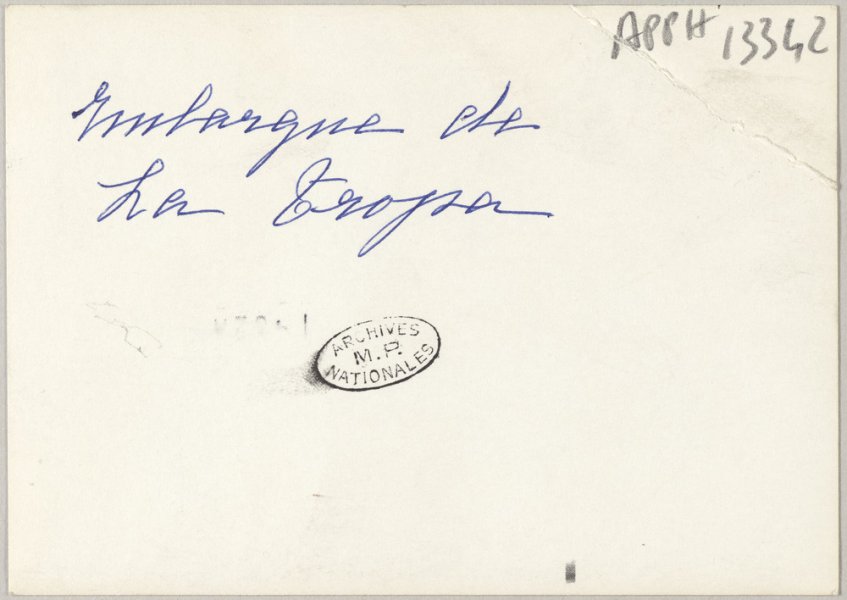 APPH 13342
Embarque de
La Tropa
ARCHIVES
M.P.
NATIONALES